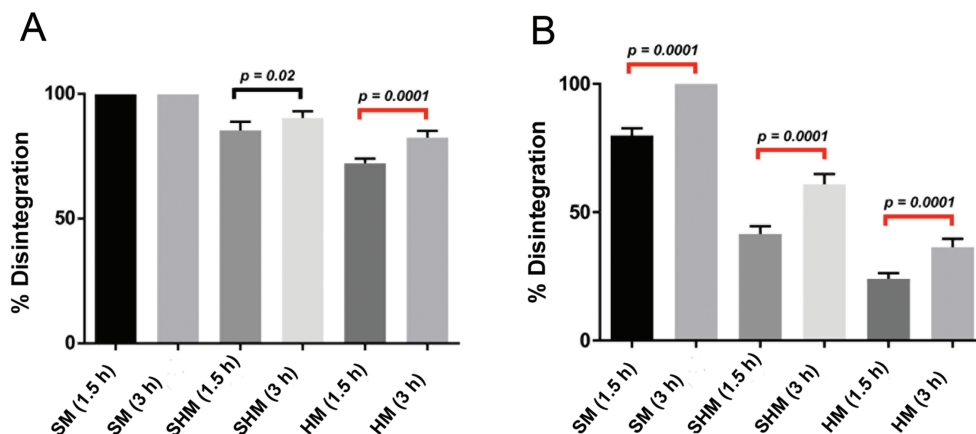 A
p = 0.02
p = 0.0001
100
50
0
% Disintegration
SM (1.5 h)
SM (3 h)
SHM (1.5 h)
SHM (3 h)
HM (1.5 h)
HM (3 h)
B
p = 0.0001
p = 0.0001
p = 0.0001
100
50
0
% Disintegration
SM (1.5 h)
SM (3 h)
SHM (1.5 h)
SHM (3 h)
HM (1.5 h)
HM (3 h)